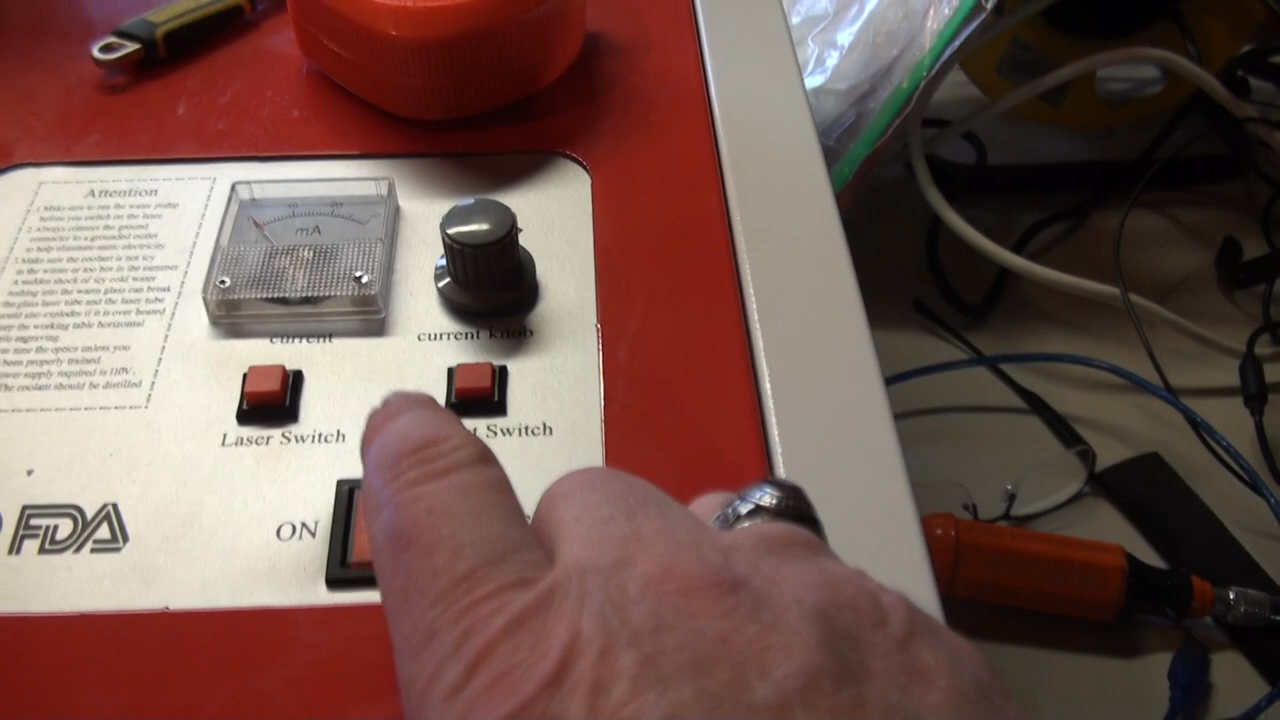 Attention
1. Make sure to run the water pump
before you switch on the laser.
2. Always connect the ground
connector to a grounded outlet
to help eliminate static electricity.
3. Make sure the coolant is not icy
in the winter or too hot in the summer.
A sudden shock of icy cold water
rushing into the warm glass can break
the glass laser tube and the laser tube
also explodes if it is over heated
the working table horizontal
engraving.
tune the optics unless you
been properly trained.
supply required is 110V.
The coolant should be distilled
10 20
mA
current
current knob
Laser Switch
t Switch
ON
FDA